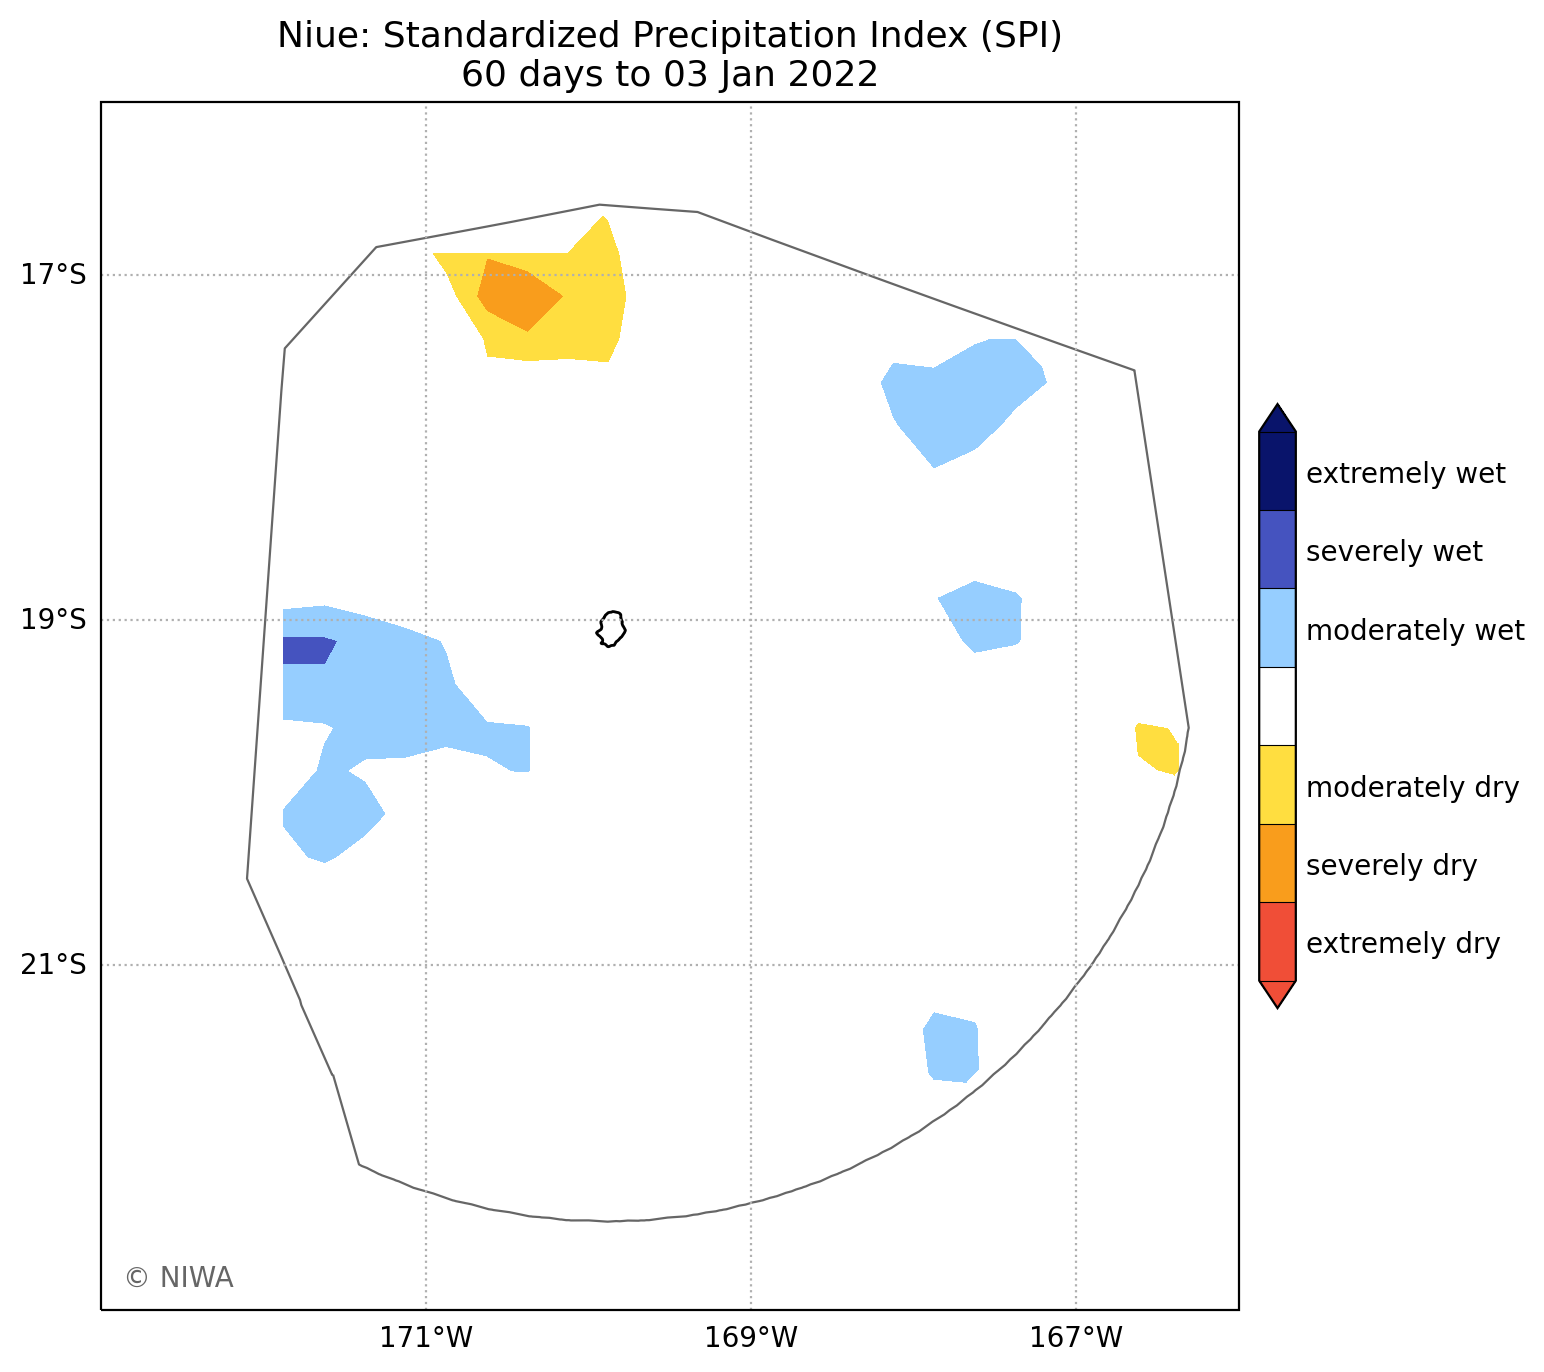 Niue: Standardized Precipitation Index (SPI)
60 days to 03 Jan 2022
17°S
19°S
21°S
171°W
169°W
167°W
extremely wet
severely wet
moderately wet
moderately dry
severely dry
extremely dry
© NIWA